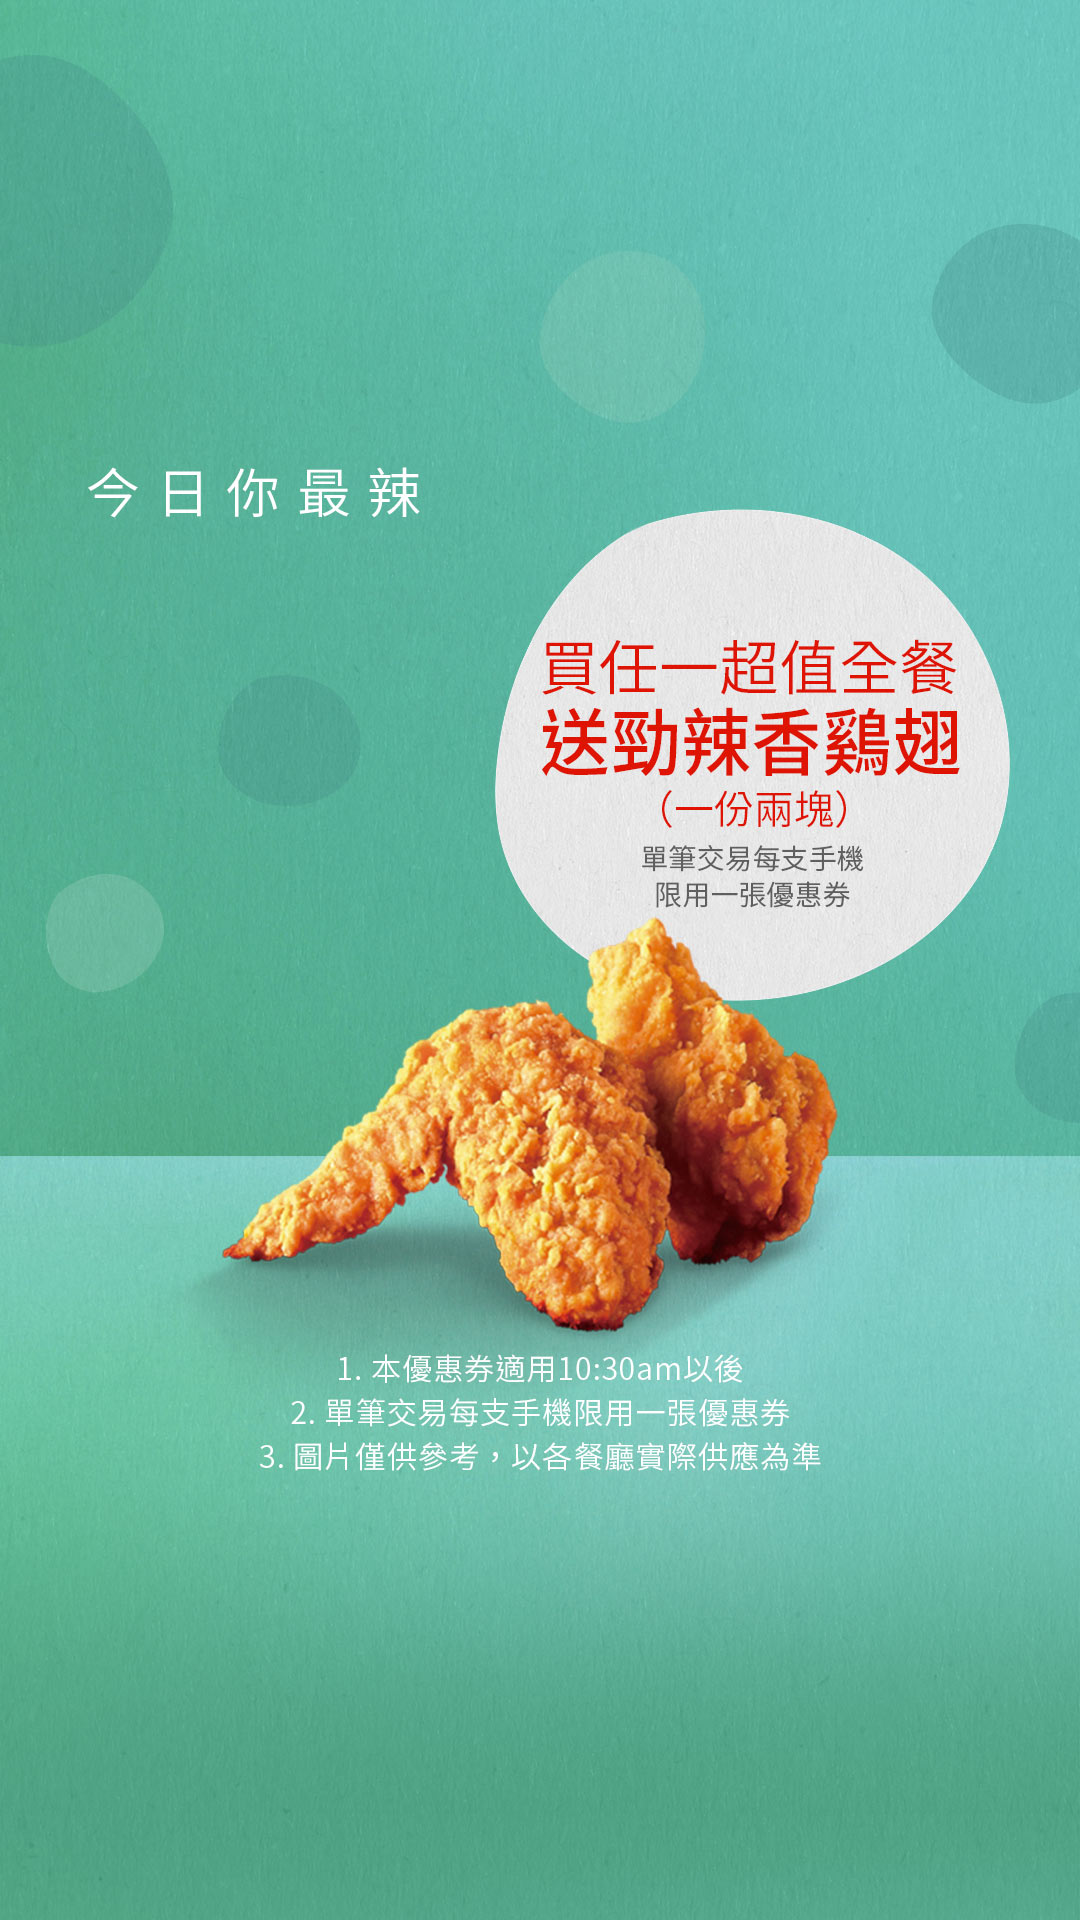 今日你最辣
買任一超值全餐
送勁辣香鷄翅
（一份兩塊）
單筆交易每支手機
限用一張優惠券
1. 本優惠券適用10:30am以後
2. 單筆交易每支手機限用一張優惠券
3. 圖片僅供參考，以各餐廳實際供應為準